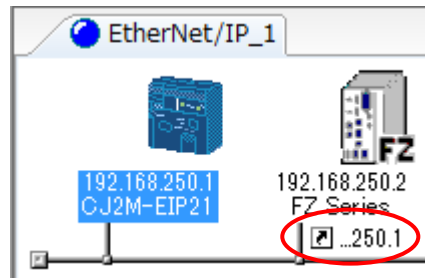 EtherNet/IP_1
FZ
192.168.250.1
CJ2M-EIP21
192.168.250.2
FZ Series
...250.1